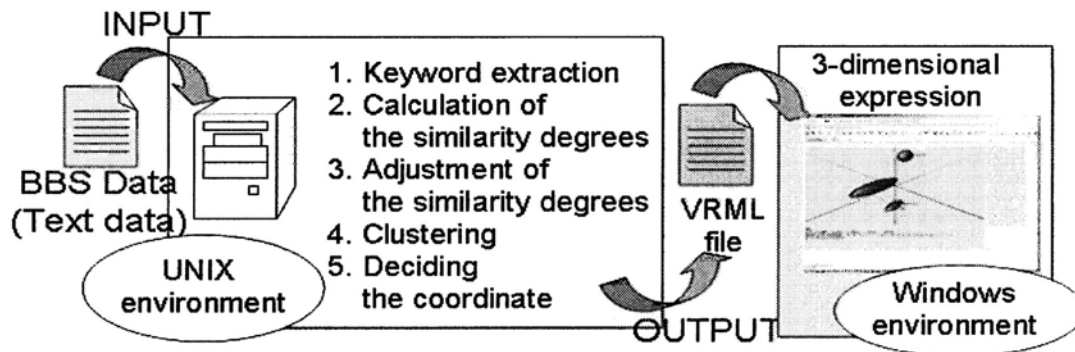 INPUT
BBS Data
(Text data)
UNIX
environment
1. Keyword extraction
2. Calculation of
the similarity degrees
3. Adjustment of
the similarity degrees
4. Clustering
5. Deciding
the coordinate
OUTPUT
VRML
file
3-dimensional
expression
Windows
environment